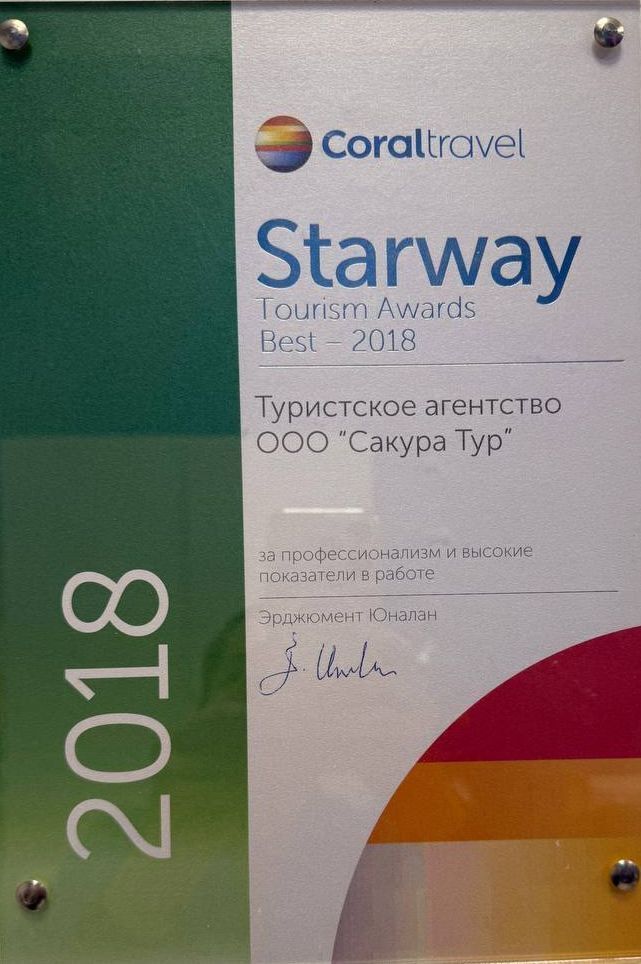 Coraltravel
Starway
Tourism Awards
Best – 2018
Туристское агентство
ООО “Сакура Тур”
за профессионализм и высокие
показатели в работе
Эрджюмент Юналан
2018